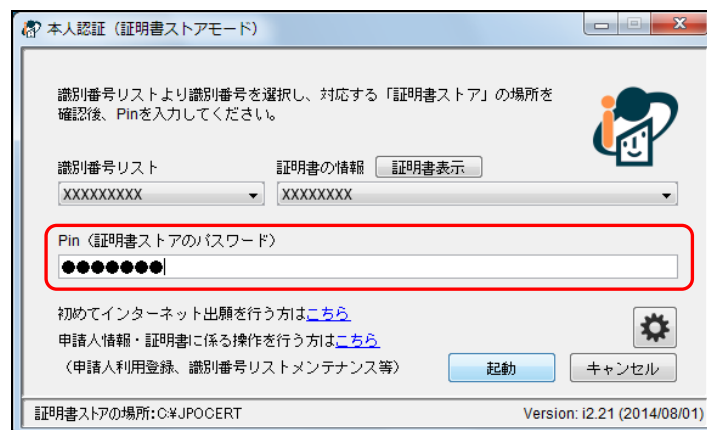 本人認証（証明書ストアモード）
識別番号リストより識別番号を選択し、対応する「証明書ストア」の場所を
確認後、Pinを入力してください。
識別番号リスト 証明書の情報 証明書表示
XXXXXXXXX XXXXXXXX
Pin（証明書ストアのパスワード）
●●●●●●●
初めてインターネット出願を行う方はこちら
申請人情報・証明書に係る操作を行う方はこちら
（申請人利用登録、識別番号リストメンテナンス等） 起動 キャンセル
証明書ストアの場所:C:¥JPOCERT Version: i2.21 (2014/08/01)